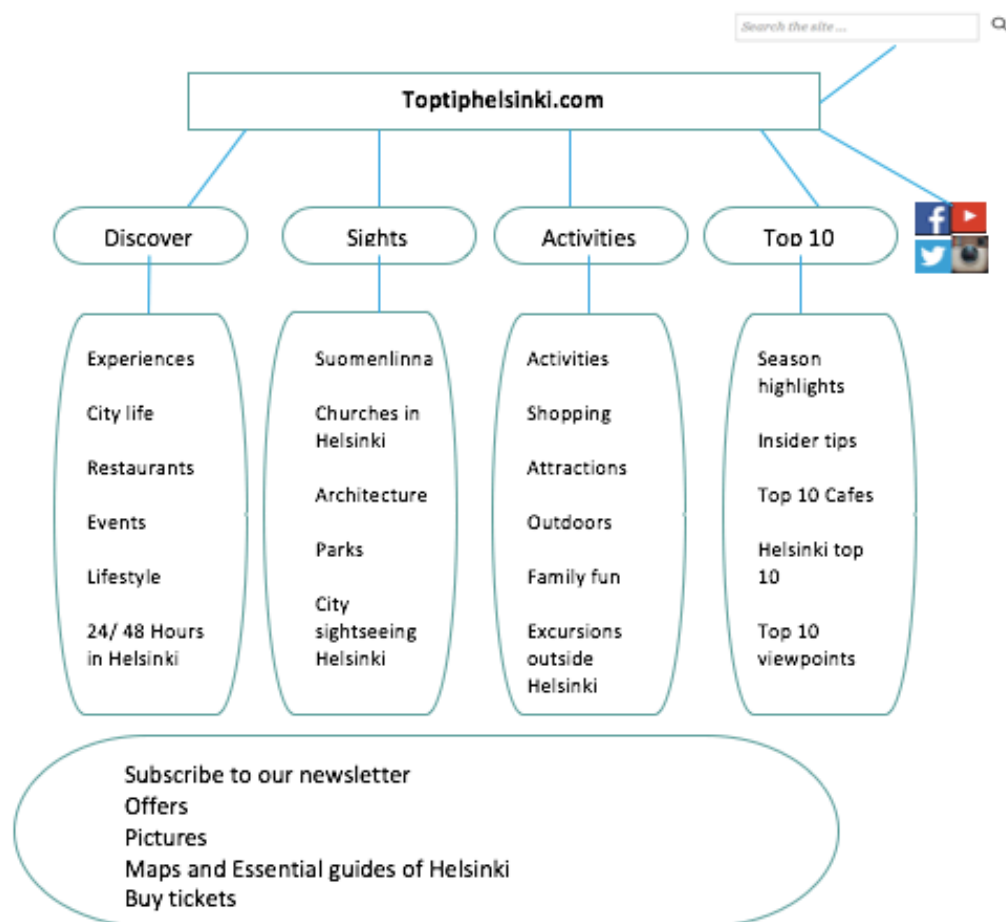 Search the site ...
Toptiphelsinki.com
Discover
Sights
Activities
Top 10
Experiences
City life
Restaurants
Events
Lifestyle
24/ 48 Hours
in Helsinki
Suomenlinna
Churches in
Helsinki
Architecture
Parks
City
sightseeing
Helsinki
Activities
Shopping
Attractions
Outdoors
Family fun
Excursions
outside
Helsinki
Season
highlights
Insider tips
Top 10 Cafes
Helsinki top
10
Top 10
viewpoints
Subscribe to our newsletter
Offers
Pictures
Maps and Essential guides of Helsinki
Buy tickets